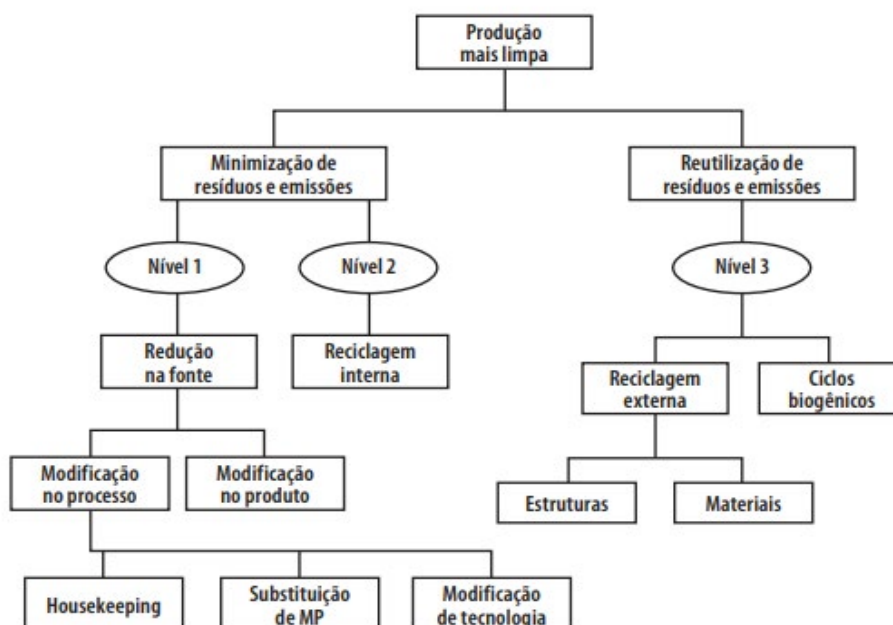 Produção
mais limpa
Minimização de
resíduos e emissões
Reutilização de
resíduos e emissões
Nível 1
Nível 2
Nível 3
Redução
na fonte
Reciclagem
interna
Reciclagem
externa
Ciclos
biogênicos
Modificação
no processo
Modificação
no produto
Estruturas
Materiais
Housekeeping
Substituição
de MP
Modificação
de tecnologia